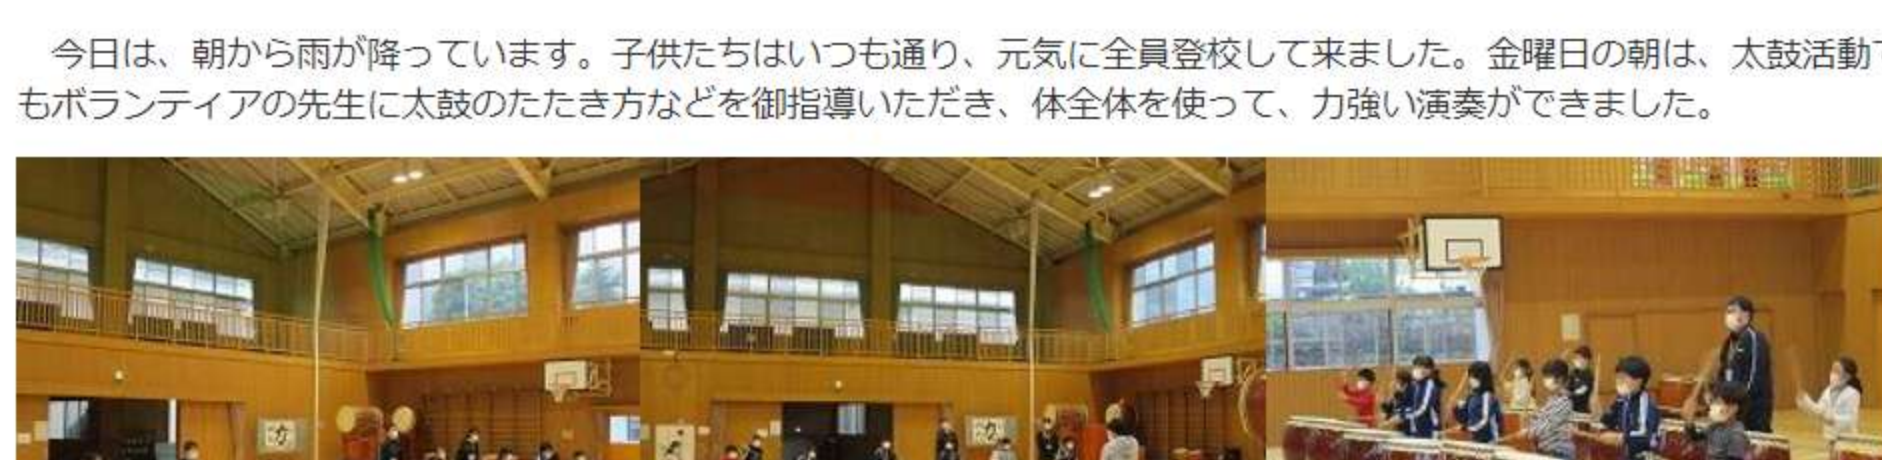 今日は、朝から雨が降っています。子供たちはいつも通り、元気に全員登校して来ました。金曜日の朝は、太鼓活動で
もボランティアの先生に太鼓のたたき方などを御指導いただき、体全体を使って、力強い演奏ができました。